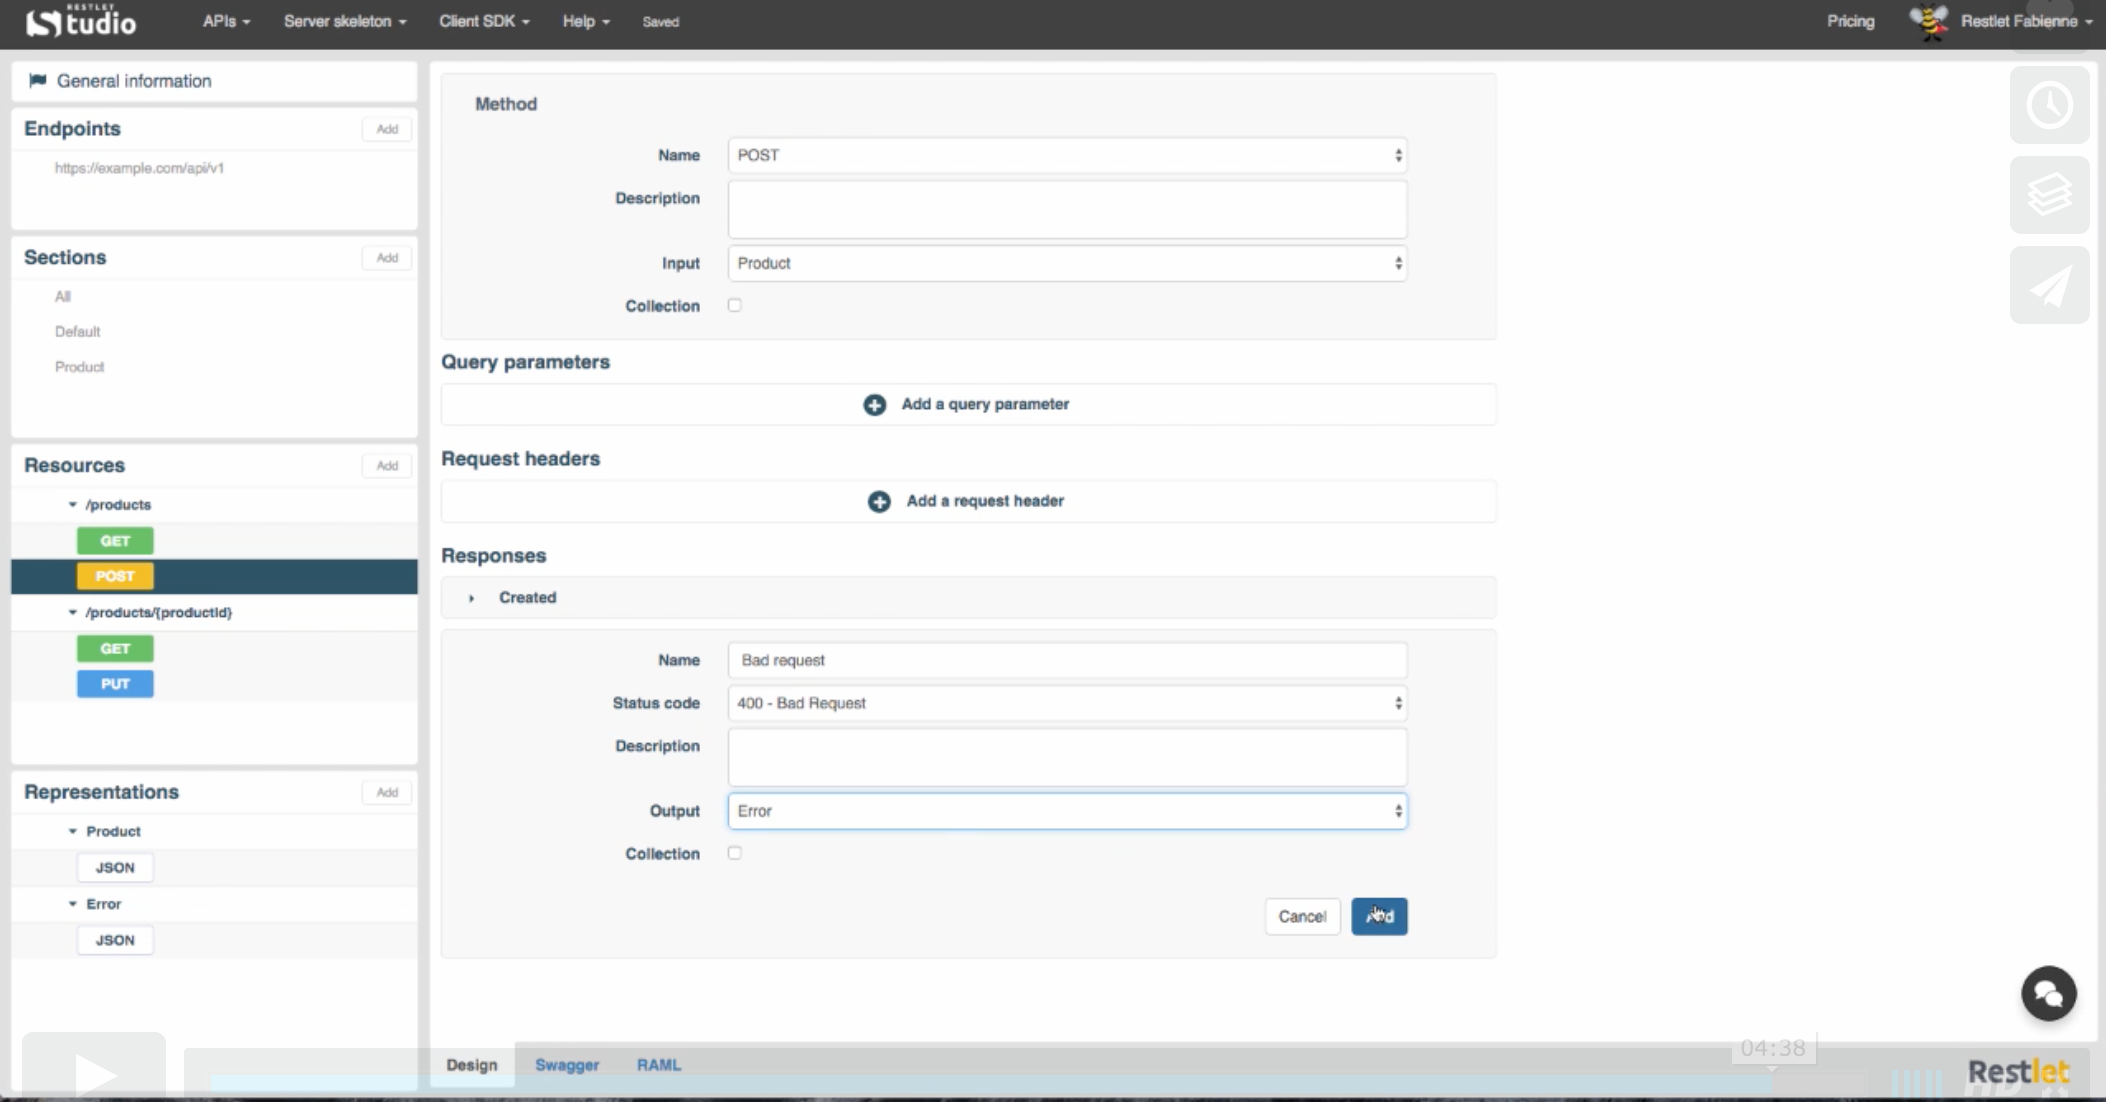 RESTLET
Studio
APIs
Server skeleton
Client SDK
Help
Saved
Pricing
Restlet Fabienne
General information
Endpoints
Add
https://example.com/api/v1
Sections
Add
All
Default
Product
Resources
Add
/products
GET
POST
/products/{productId}
GET
PUT
Representations
Add
Product
JSON
Error
JSON
Method
Name
POST
Description
Input
Product
Collection
Query parameters
Add a query parameter
Request headers
Add a request header
Responses
Created
Name
Bad request
Status code
400 - Bad Request
Description
Output
Error
Collection
Cancel
Add
Design
Swagger
RAML
04:38
Restlet
HD